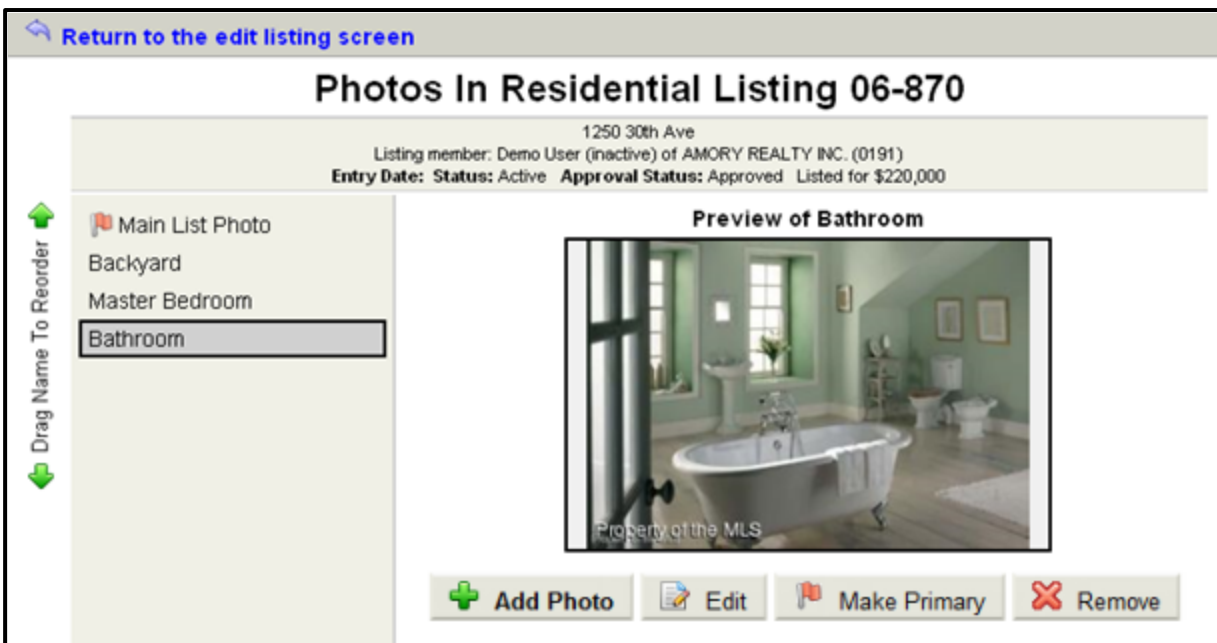 Return to the edit listing screen
Photos In Residential Listing 06-870
1250 30th Ave
Listing member: Demo User (inactive) of AMORY REALTY INC. (0191)
Entry Date: Status: Active Approval Status: Approved Listed for $220,000
Drag Name To Reorder
Main List Photo
Backyard
Master Bedroom
Bathroom
Preview of Bathroom
Property of the MLS
Add Photo Edit Make Primary Remove